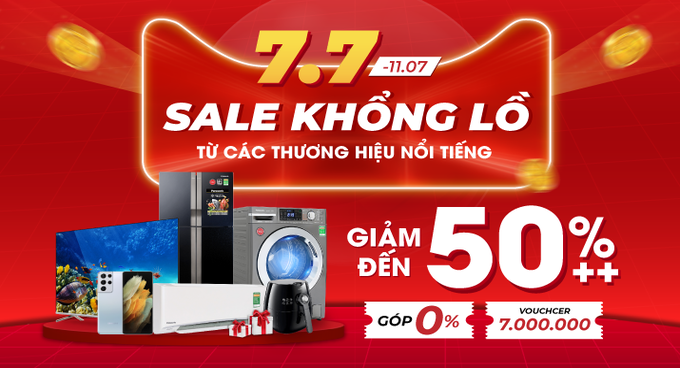 7.7
-11.07
SALE KHỔNG LỒ
TỪ CÁC THƯƠNG HIỆU NỔI TIẾNG
GIẢM
ĐẾN
50%
++
GÓP 0%
VOUCHCER
7.000.000
Panasonic